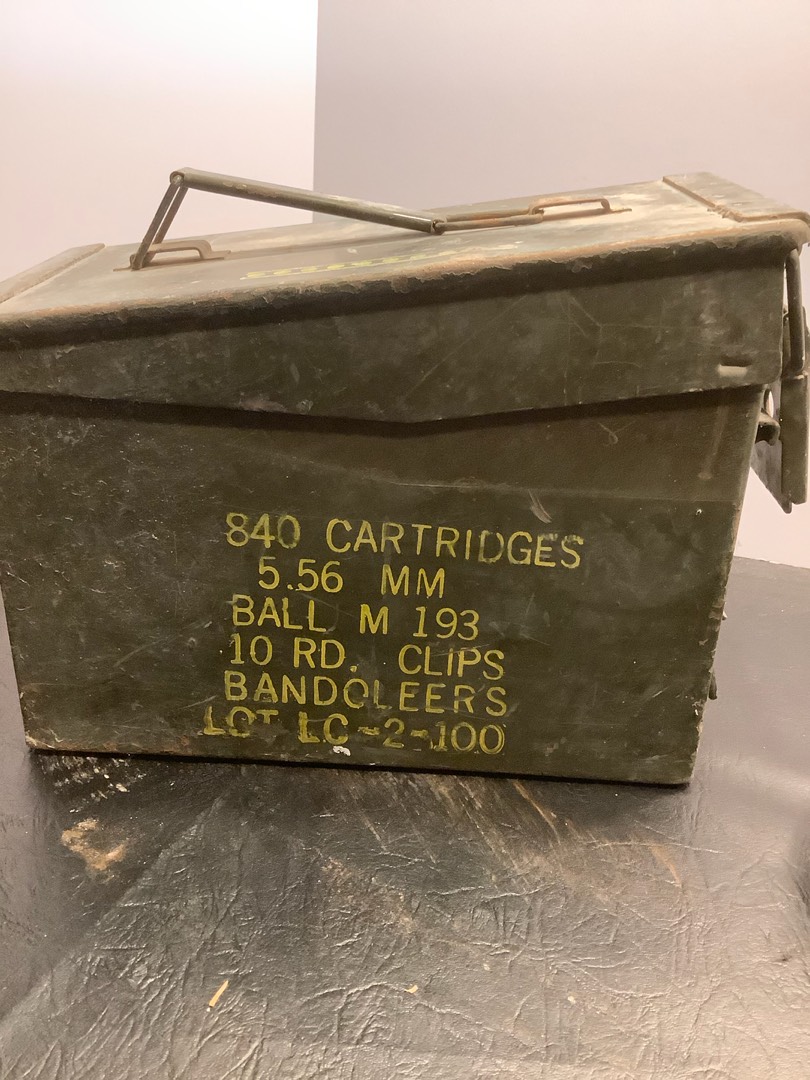 840 CARTRIDGES
5.56 MM
BALL M 193
10 RD. CLIPS
BANDOLEERS
LOT LC-2-100